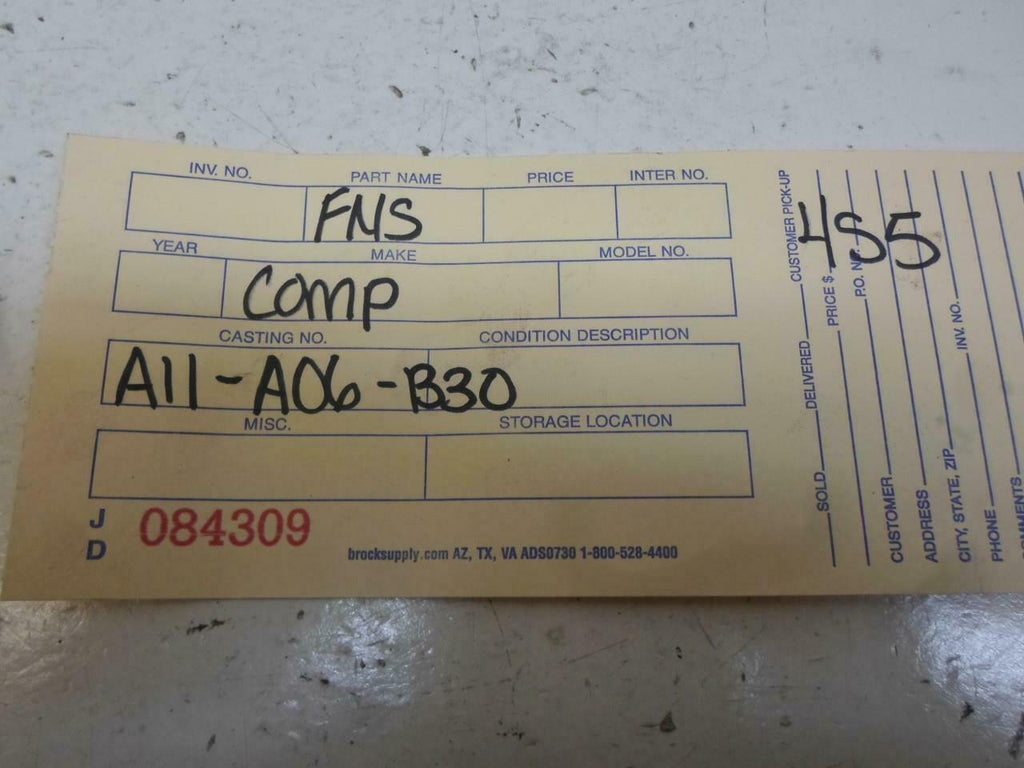 INV. NO. PART NAME PRICE INTER NO.
FNS
YEAR MAKE MODEL NO.
COMP
CASTING NO. CONDITION DESCRIPTION
A11-A06-B30
MISC. STORAGE LOCATION
J D 084309
brocksupply.com AZ, TX, VA ADS0730 1-800-528-4400
SOLD DELIVERED CUSTOMER PICK-UP
PRICE $
P.O. NO.
455
CUSTOMER
ADDRESS
CITY, STATE, ZIP INV. NO.
PHONE